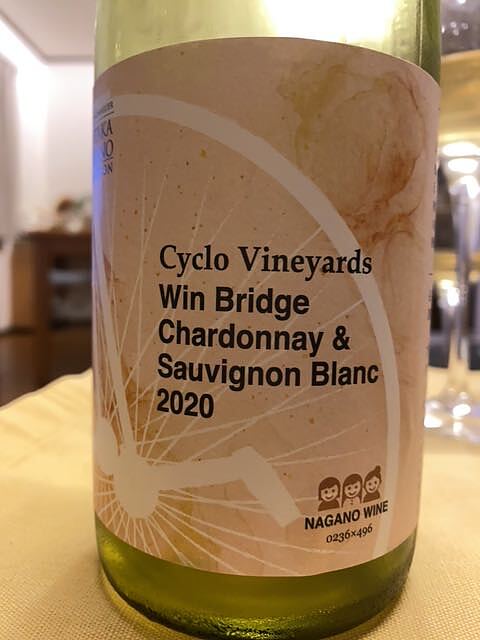 Cyclo Vineyards
Win Bridge
Chardonnay &
Sauvignon Blanc
2020
NAGANO WINE
0236×496